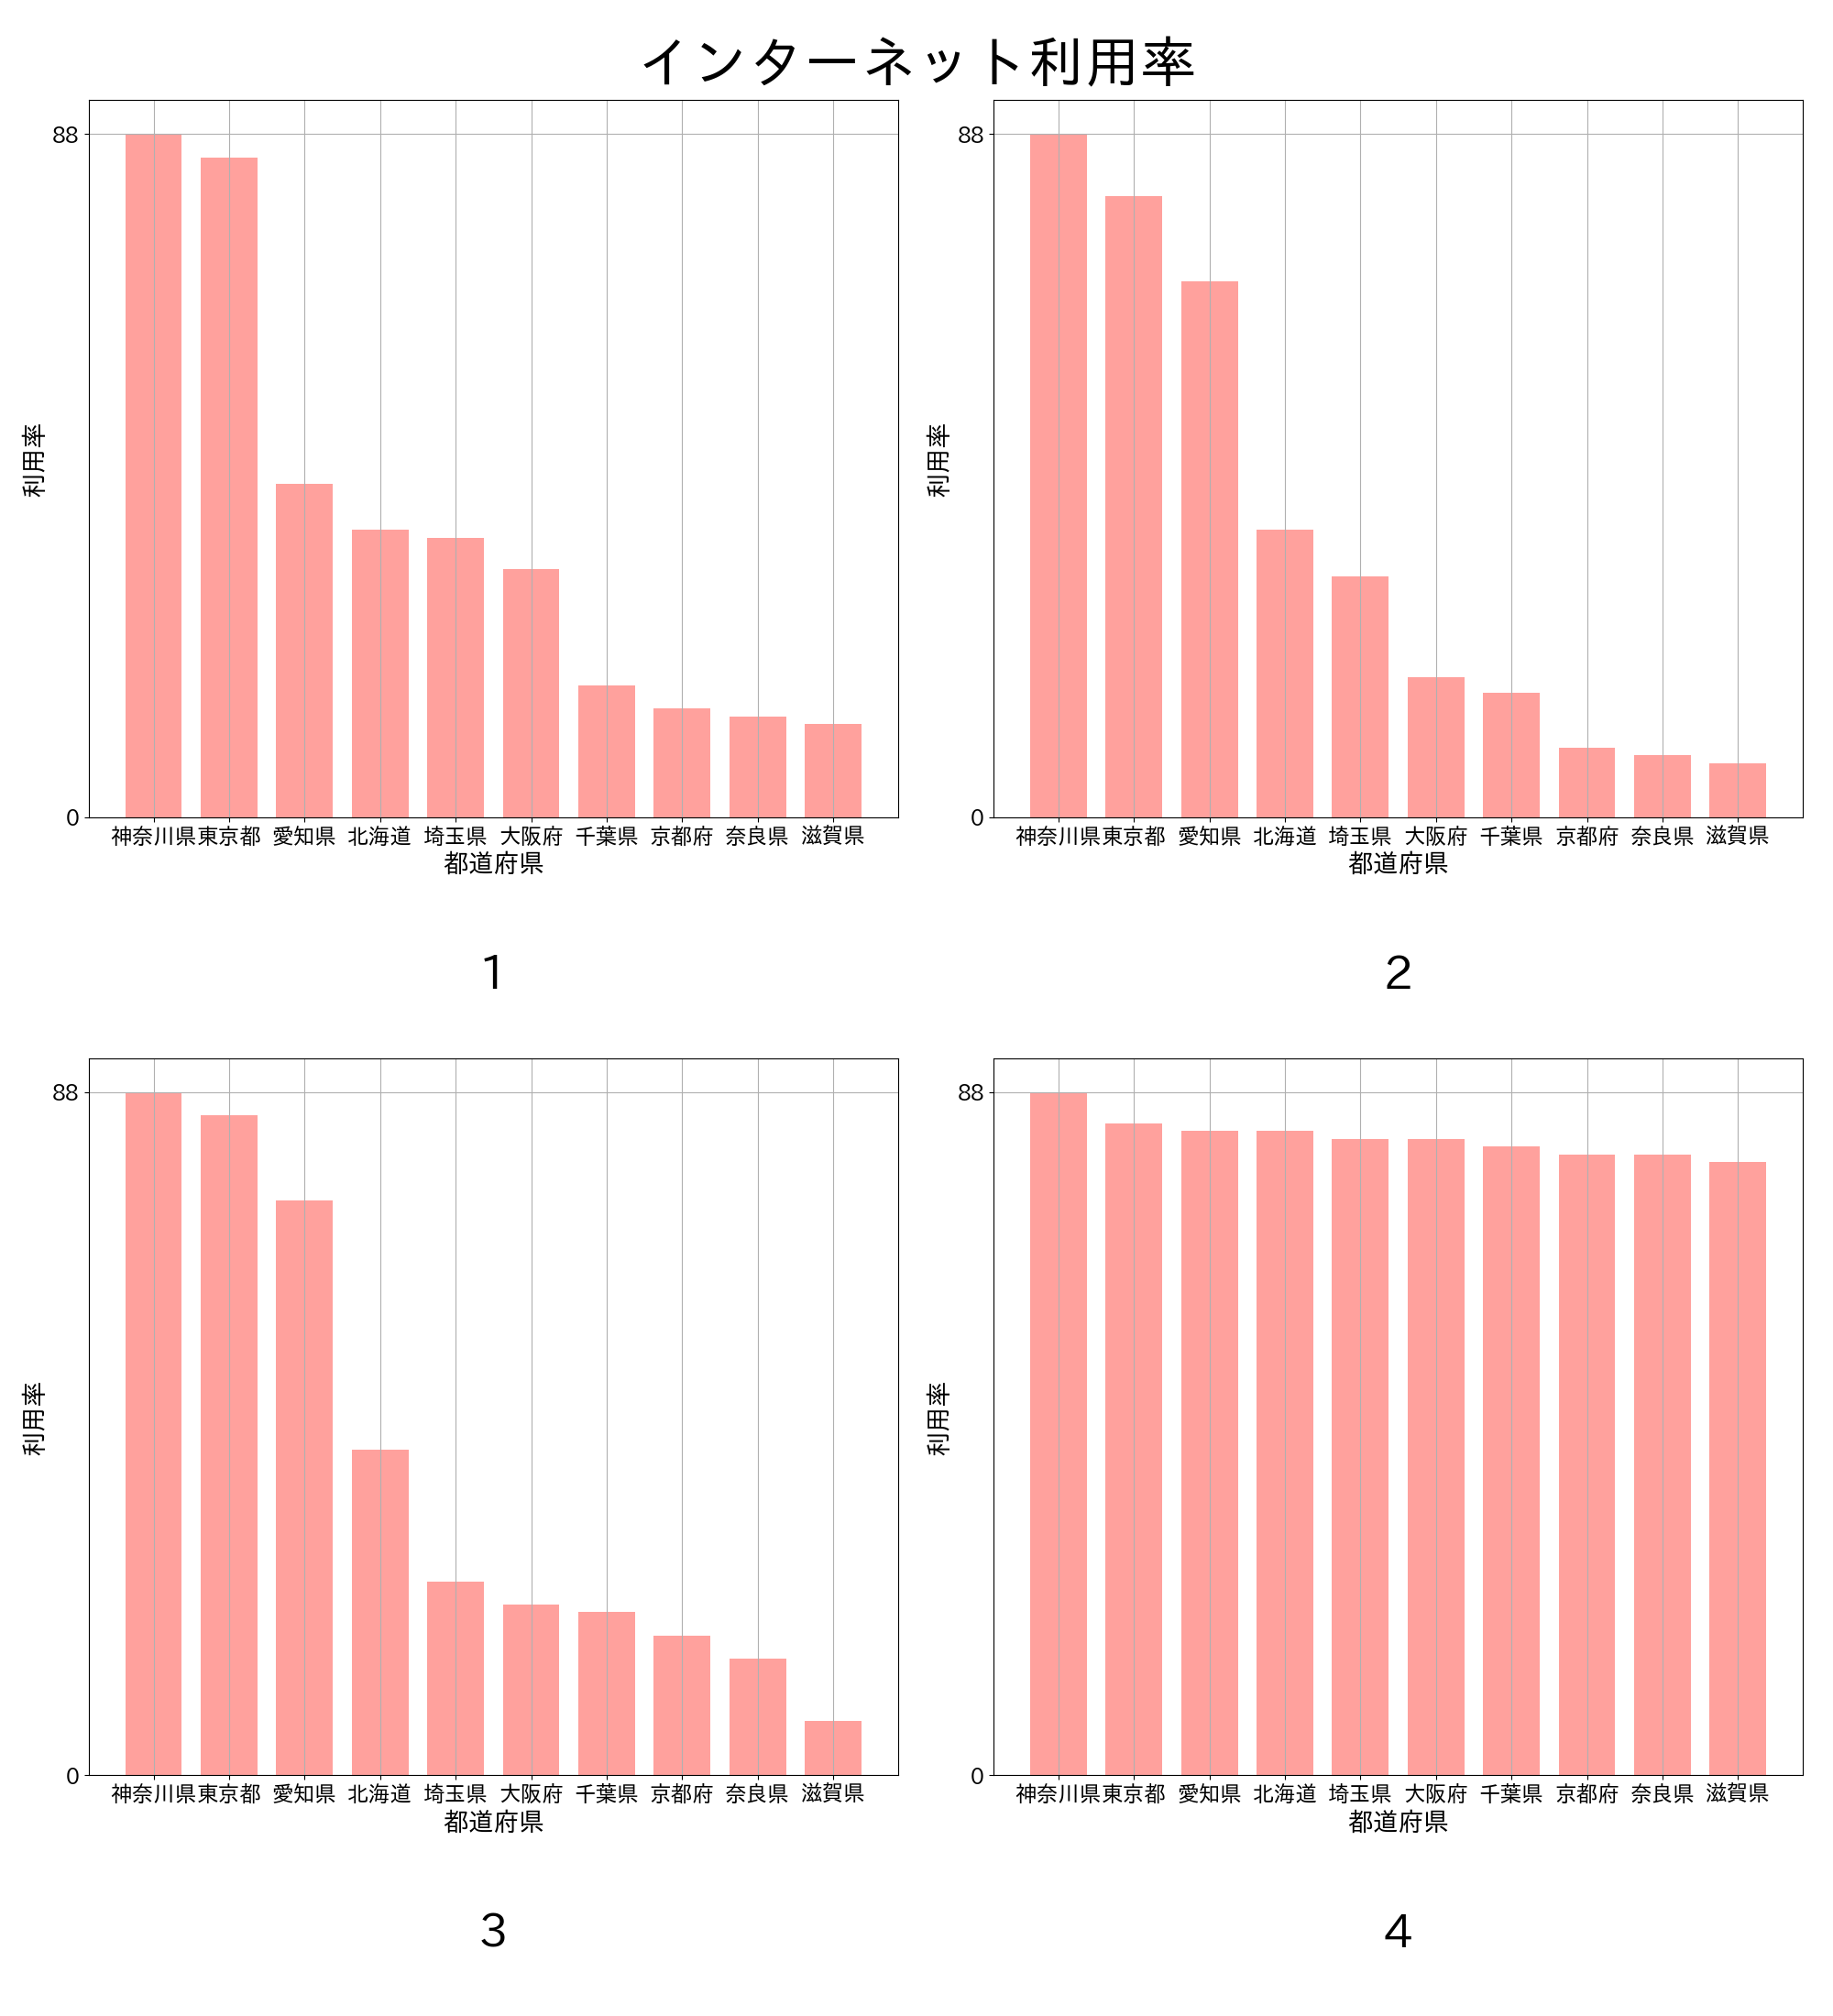 インターネット利用率
88
0
利用率
神奈川県 東京都 愛知県 北海道 埼玉県 大阪府 千葉県 京都府 奈良県 滋賀県
都道府県
1
88
0
利用率
神奈川県 東京都 愛知県 北海道 埼玉県 大阪府 千葉県 京都府 奈良県 滋賀県
都道府県
2
88
0
利用率
神奈川県 東京都 愛知県 北海道 埼玉県 大阪府 千葉県 京都府 奈良県 滋賀県
都道府県
3
88
0
利用率
神奈川県 東京都 愛知県 北海道 埼玉県 大阪府 千葉県 京都府 奈良県 滋賀県
都道府県
4